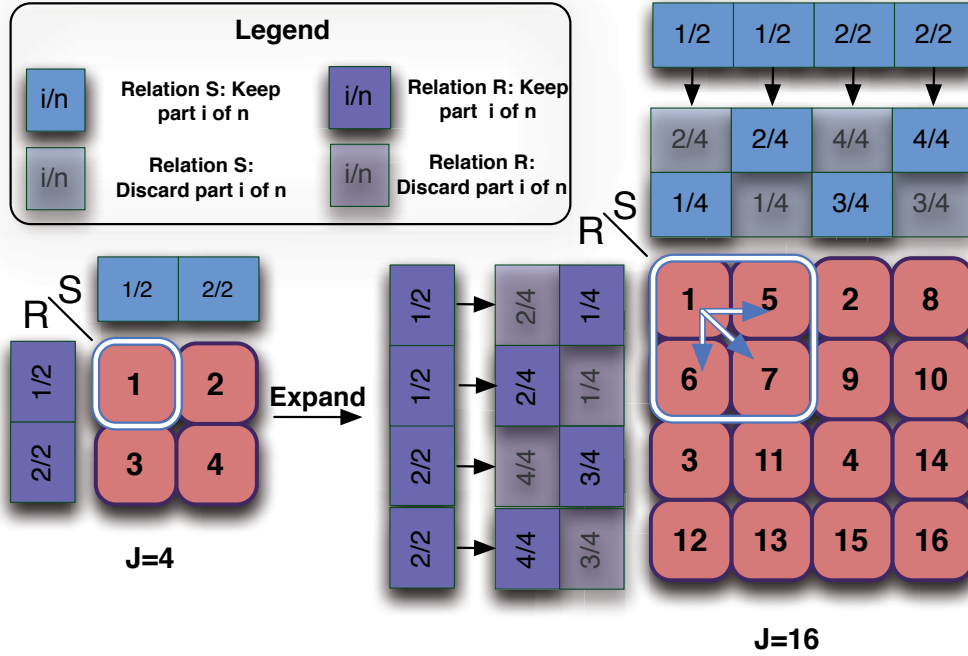 Legend
i/n
Relation S: Keep
part i of n
i/n
Relation R: Keep
part i of n
i/n
Relation S:
Discard part i of n
i/n
Relation R:
Discard part i of n
1/2 1/2 2/2 2/2
2/4 2/4 4/4 4/4
1/4 1/4 3/4 3/4
S
R
S
R
1/2 2/2
1/2
2/2
1 2
3 4
J=4
Expand
1/2 2/4 1/4
1/2 2/4 1/4
2/2 4/4 3/4
2/2 4/4 3/4
1 5 2 8
6 7 9 10
3 11 4 14
12 13 15 16
J=16